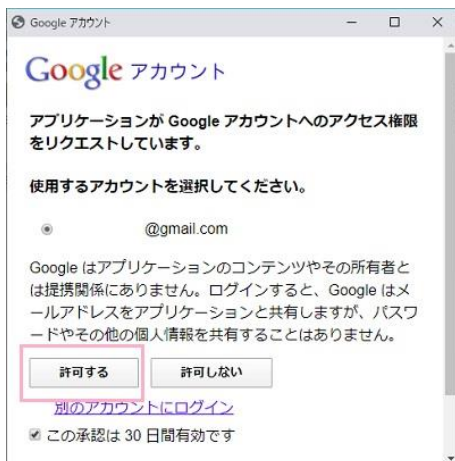 Google アカウント
Google アカウント
アプリケーションが Google アカウントへのアクセス権限
をリクエストしています。
使用するアカウントを選択してください。
@gmail.com
Google はアプリケーションのコンテンツやその所有者と
は提携関係にありません。ログインすると、Google はメ
ールアドレスをアプリケーションと共有しますが、パスワ
ードやその他の個人情報を共有することはありません。
許可する 許可しない
別のアカウントにログイン
この承認は 30 日間有効です